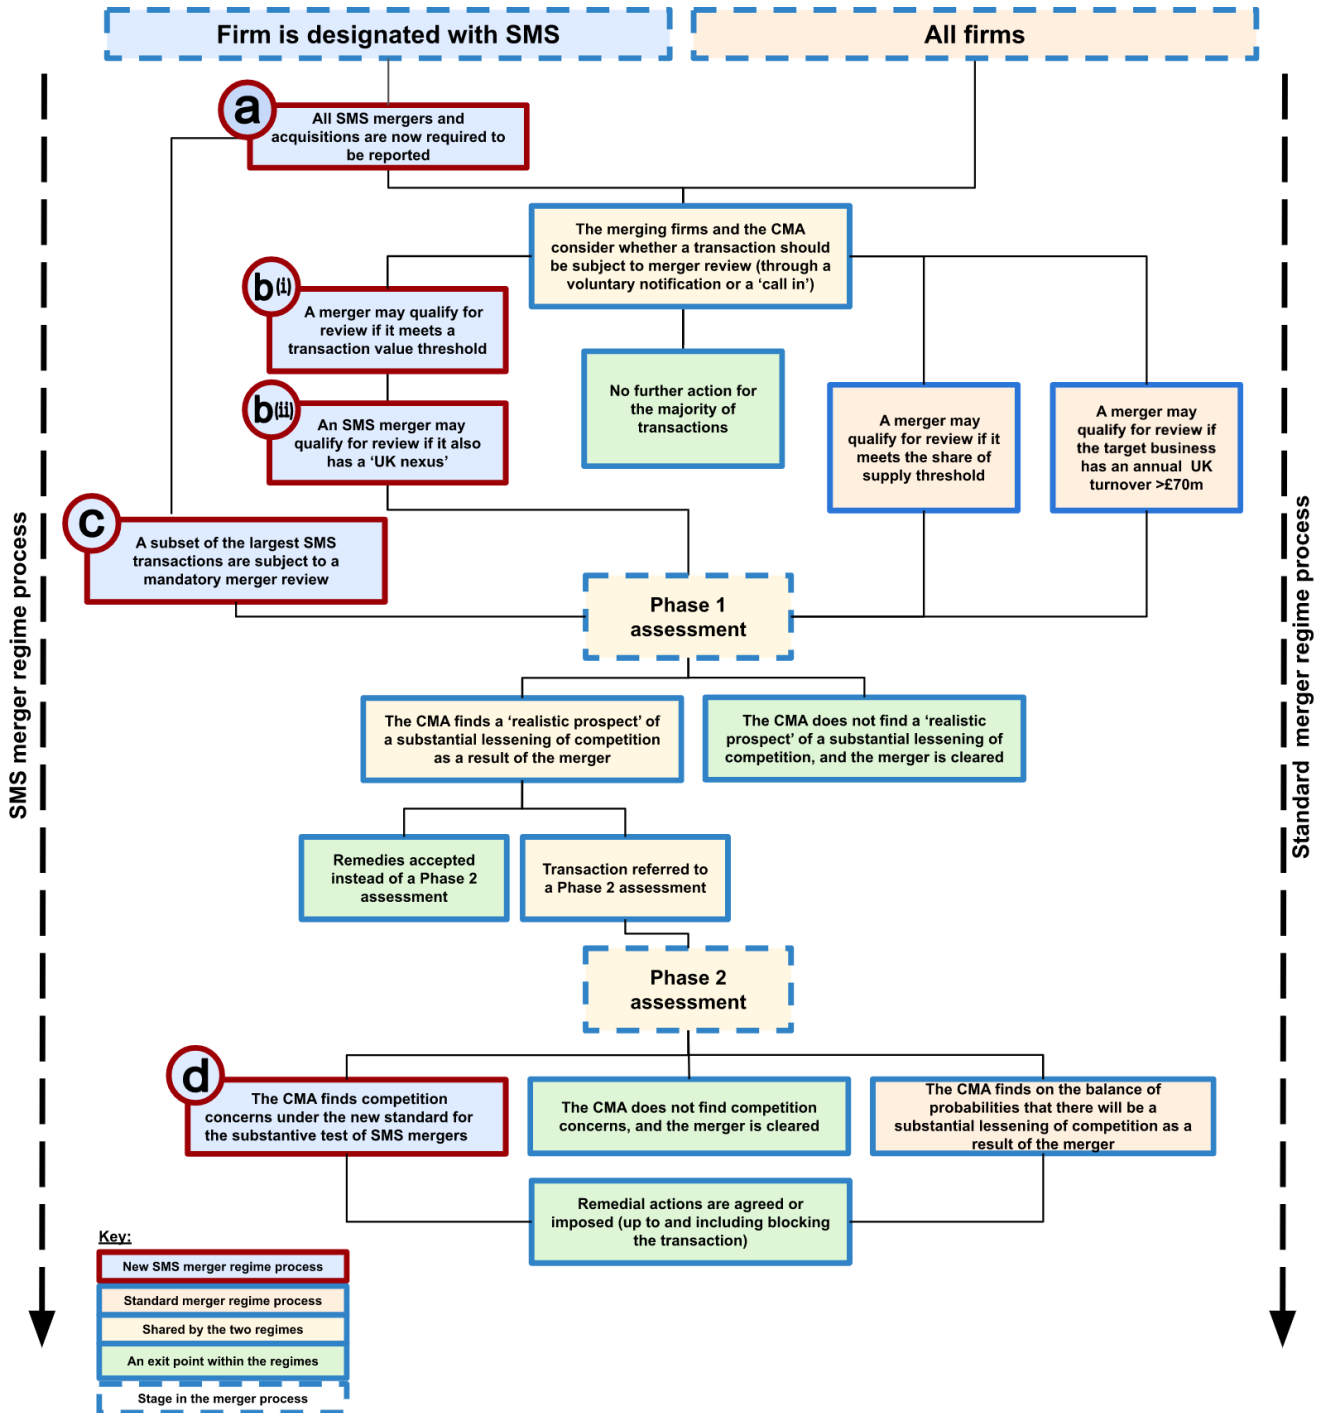 Firm is designated with SMS
All firms
a
All SMS mergers and
acquisitions are now required to
be reported
The merging firms and the CMA
consider whether a transaction should
be subject to merger review (through a
voluntary notification or a ‘call in’)
b(i)
A merger may qualify for
review if it meets a
transaction value threshold
No further action for
the majority of
transactions
A merger may
qualify for review if it
meets the share of
supply threshold
A merger may
qualify for review if
the target business
has an annual UK
turnover >£70m
b(ii)
An SMS merger may
qualify for review if it also
has a ‘UK nexus’
c
A subset of the largest SMS
transactions are subject to a
mandatory merger review
Phase 1
assessment
SMS merger regime process
Standard merger regime process
The CMA finds a ‘realistic prospect’ of
a substantial lessening of competition
as a result of the merger
The CMA does not find a ‘realistic
prospect’ of a substantial lessening of
competition, and the merger is cleared
Remedies accepted
instead of a Phase 2
assessment
Transaction referred to
a Phase 2 assessment
Phase 2
assessment
d
The CMA finds competition
concerns under the new standard for
the substantive test of SMS mergers
The CMA does not find competition
concerns, and the merger is cleared
The CMA finds on the balance of
probabilities that there will be a
substantial lessening of competition as a
result of the merger
Remedial actions are agreed or
imposed (up to and including blocking
the transaction)
Key:
New SMS merger regime process
Standard merger regime process
Shared by the two regimes
An exit point within the regimes
Stage in the merger process